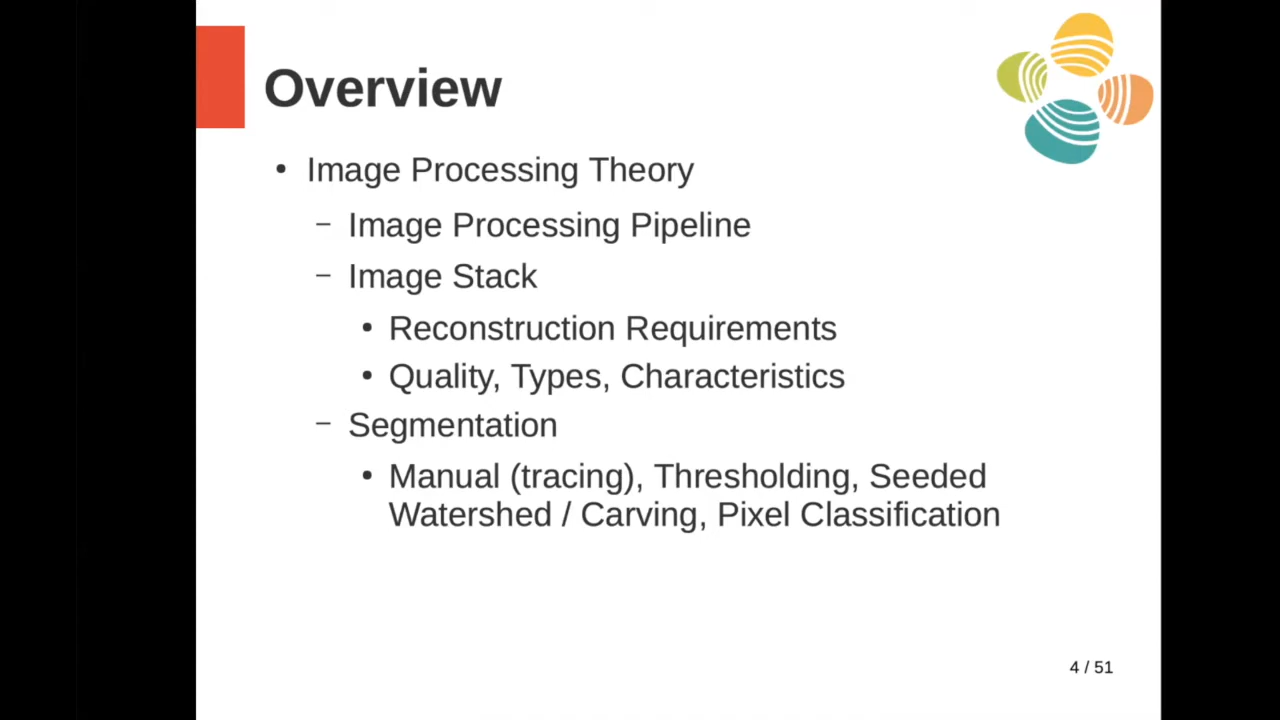 Overview
• Image Processing Theory
– Image Processing Pipeline
– Image Stack
• Reconstruction Requirements
• Quality, Types, Characteristics
– Segmentation
• Manual (tracing), Thresholding, Seeded
Watershed / Carving, Pixel Classification
4 / 51